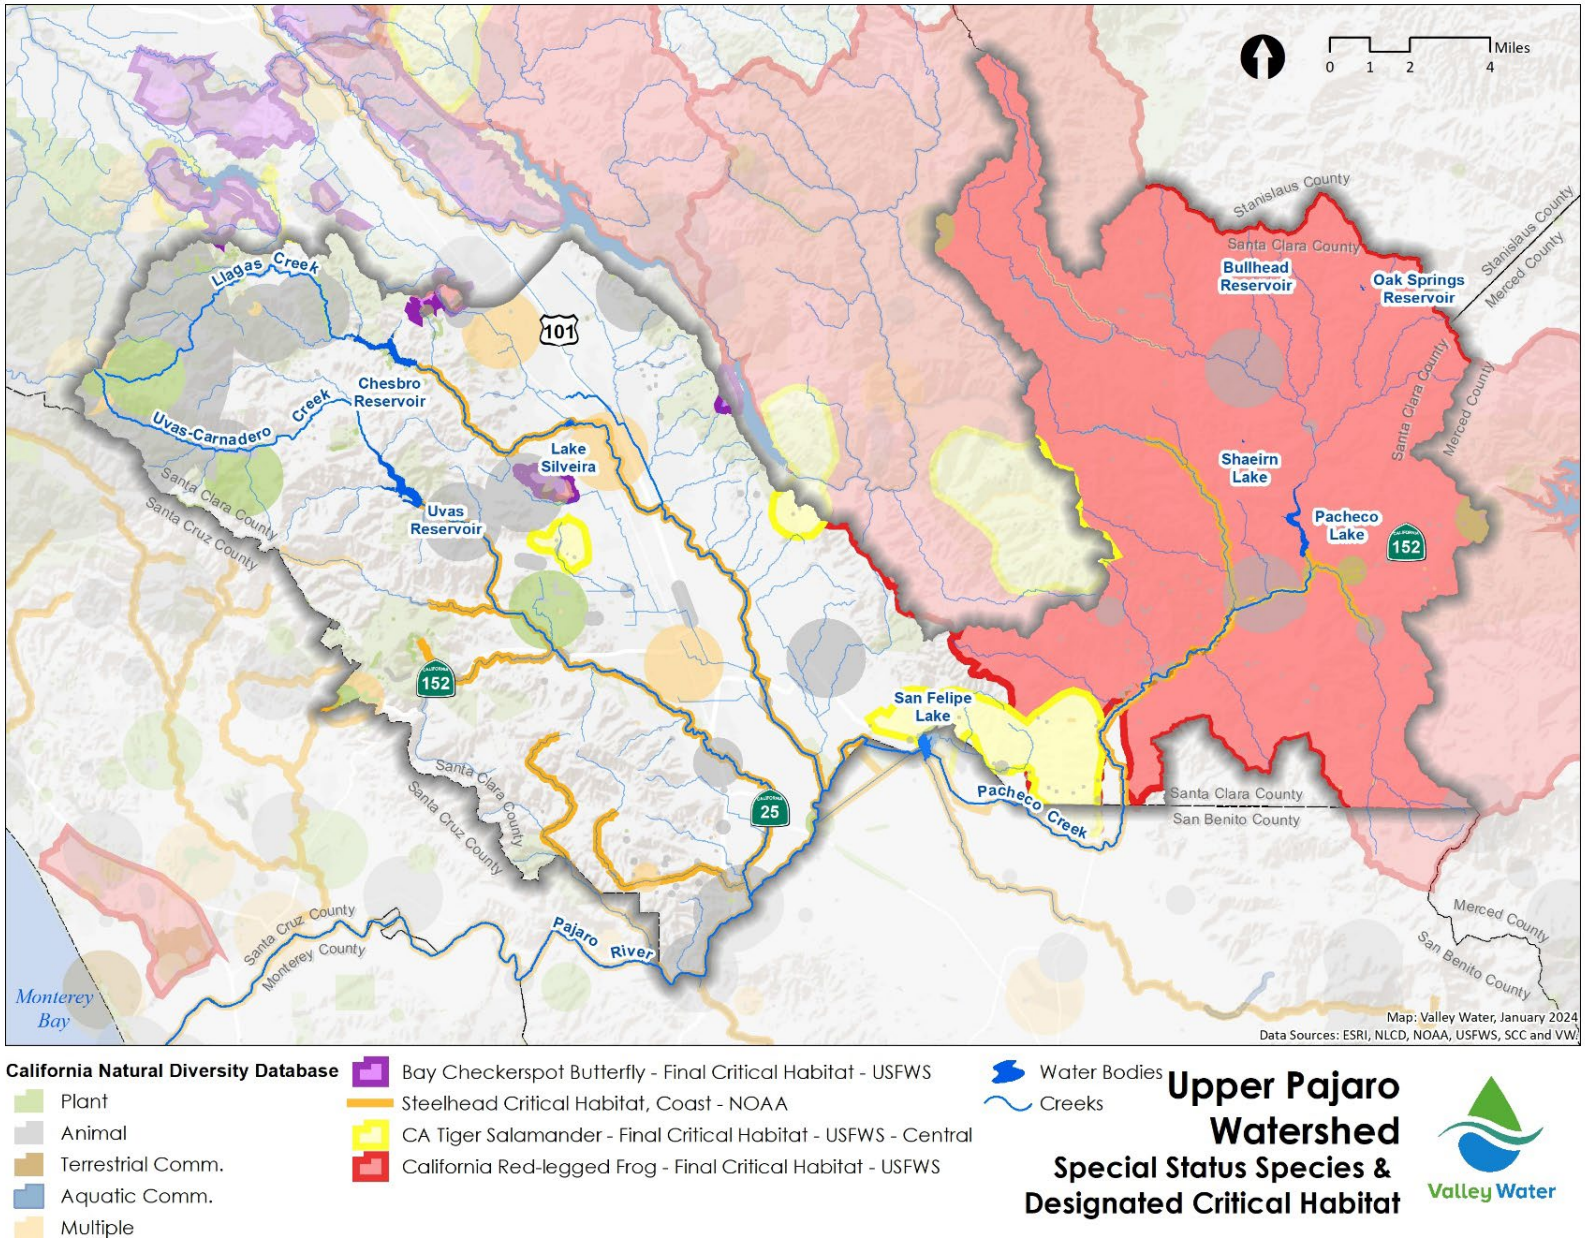 Miles
0 1 2 4
Stanislaus County
Santa Clara County
Stanislaus County
Merced County
Bullhead
Reservoir
Oak Springs
Reservoir
Llagas Creek
101
Chesbro
Reservoir
Uvas-Carnadero Creek
Santa Clara County
Merced County
Lake
Silveira
Shaeirn
Lake
Santa Clara County
Santa Cruz County
Uvas
Reservoir
Pacheco
Lake
CALIFORNIA
152
CALIFORNIA
152
San Felipe
Lake
Santa Clara County
Santa Cruz County
CALIFORNIA
25
Pacheco Creek
Santa Clara County
San Benito County
Santa Cruz County
Monterey County
Pajaro River
Merced County
San Benito County
Monterey
Bay
Map: Valley Water, January 2024
Data Sources: ESRI, NLCD, NOAA, USFWS, SCC and VW.
California Natural Diversity Database
Plant
Animal
Terrestrial Comm.
Aquatic Comm.
Multiple
Bay Checkerspot Butterfly - Final Critical Habitat - USFWS
Steelhead Critical Habitat, Coast - NOAA
CA Tiger Salamander - Final Critical Habitat - USFWS - Central
California Red-legged Frog - Final Critical Habitat - USFWS
Water Bodies
Creeks
Upper Pajaro
Watershed
Special Status Species &
Designated Critical Habitat
Valley Water